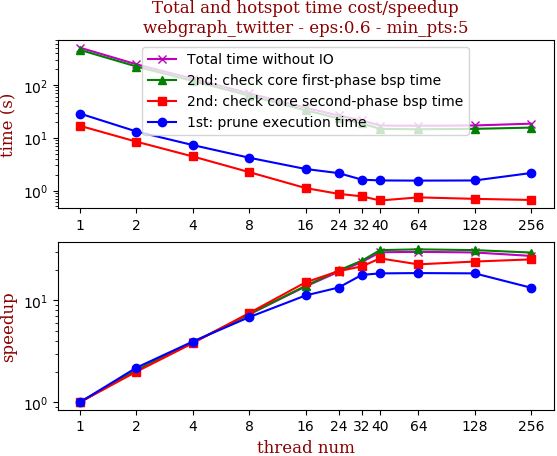 Total and hotspot time cost/speedup
webgraph_twitter - eps:0.6 - min_pts:5
time (s)
10²
10¹
10⁰
Total time without IO
2nd: check core first-phase bsp time
2nd: check core second-phase bsp time
1st: prune execution time
1 2 4 8 16 24 32 40 64 128 256
speedup
10¹
10⁰
1 2 4 8 16 24 32 40 64 128 256
thread num